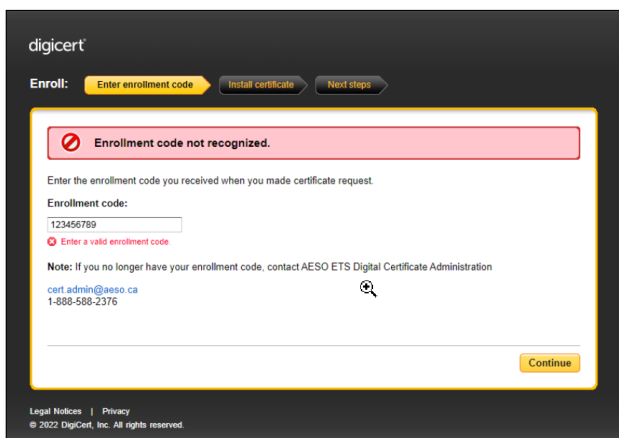 digicert®
Enroll: Enter enrollment code Install certificate Next steps
Enrollment code not recognized.
Enter the enrollment code you received when you made certificate request.
Enrollment code:
123456789
Enter a valid enrollment code.
Note: If you no longer have your enrollment code, contact AESO ETS Digital Certificate Administration
cert.admin@aeso.ca
1-888-588-2376
Continue
Legal Notices | Privacy
© 2022 DigiCert, Inc. All rights reserved.